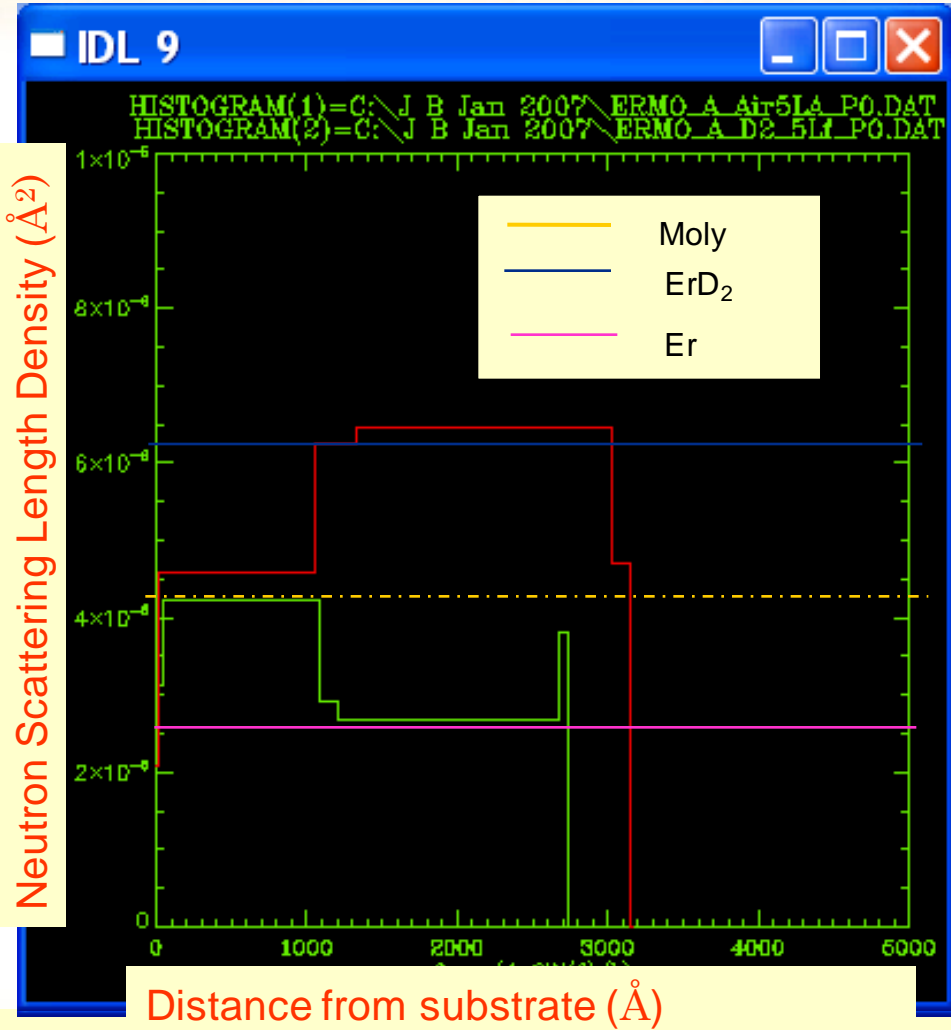 IDL 9
HISTOGRAM(1)=C:\J B Jan 2007\ERMO_A_Air5LA_P0.DAT
HISTOGRAM(2)=C:\J B Jan 2007\ERMO_A_D2_5Lf_P0.DAT
Neutron Scattering Length Density (Å²)
1×10⁻⁵
8×10⁻⁶
6×10⁻⁶
4×10⁻⁶
2×10⁻⁶
0
Moly
ErD₂
Er
0 1000 2000 3000 4000 5000
Distance from substrate (Å)